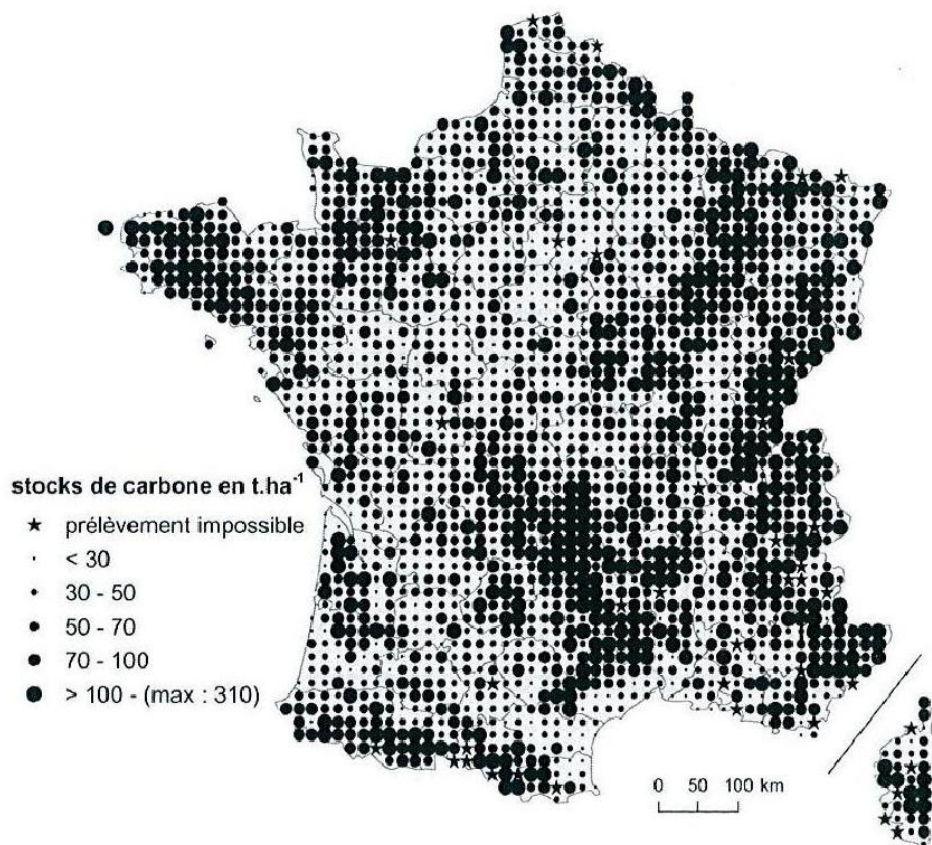 stocks de carbone en t.ha⁻¹
prélèvement impossible
< 30
30 - 50
50 - 70
70 - 100
> 100 - (max : 310)
0 50 100 km